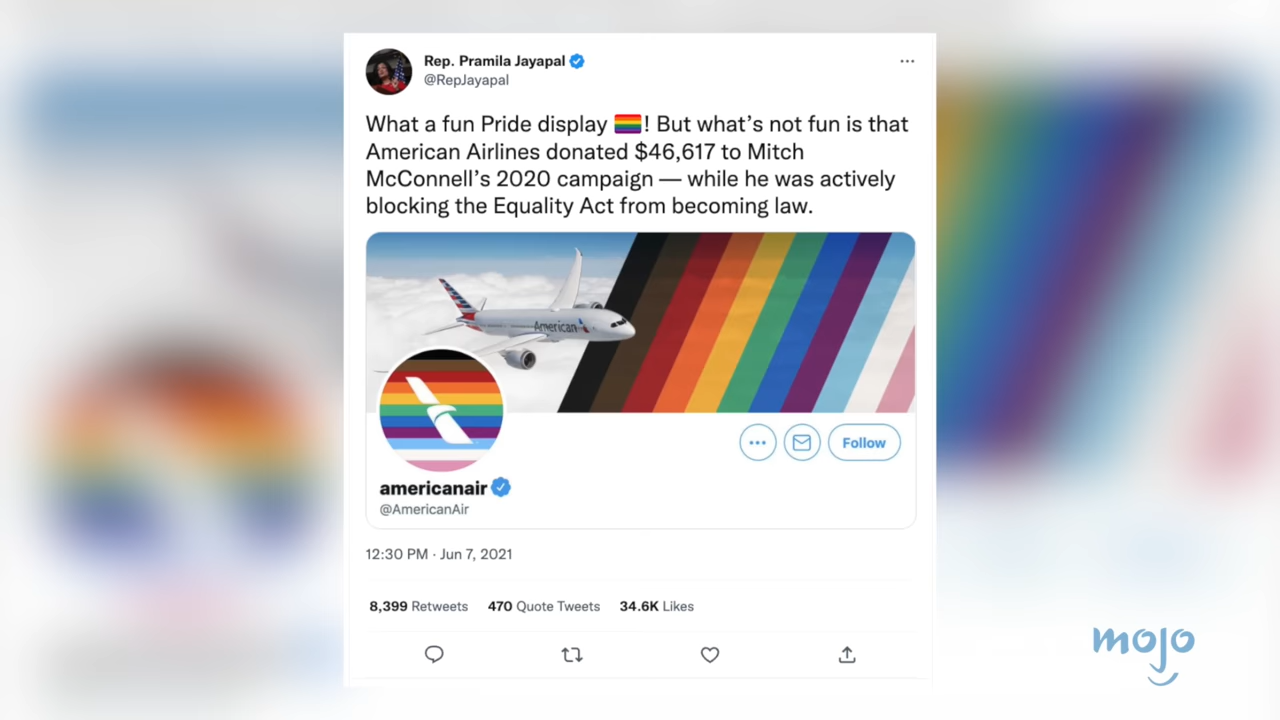 Rep. Pramila Jayapal
@RepJayapal
What a fun Pride display 🏳️‍🌈! But what’s not fun is that
American Airlines donated $46,617 to Mitch
McConnell’s 2020 campaign — while he was actively
blocking the Equality Act from becoming law.
American
Follow
americanair
@AmericanAir
12:30 PM · Jun 7, 2021
8,399 Retweets 470 Quote Tweets 34.6K Likes
mojo